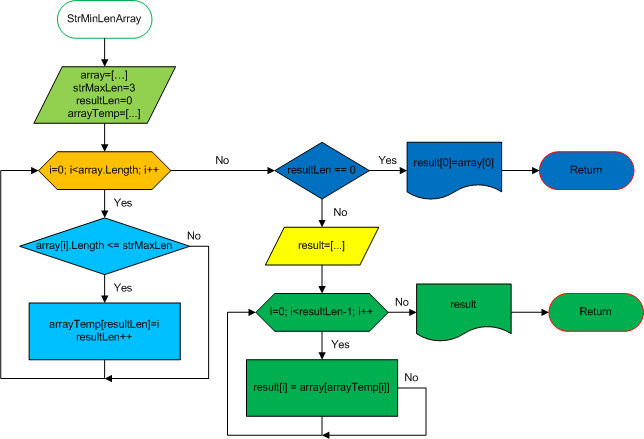 StrMinLenArray
array=[...]
strMaxLen=3
resultLen=0
arrayTemp=[...]
i=0; i<array.Length; i++
No
resultLen == 0
Yes
result[0]=array[0]
Return
Yes
No
array[i].Length <= strMaxLen
No
result=[...]
Yes
arrayTemp[resultLen]=i
resultLen++
i=0; i<resultLen-1; i++
No
result
Return
Yes
result[i] = array[arrayTemp[i]]
No